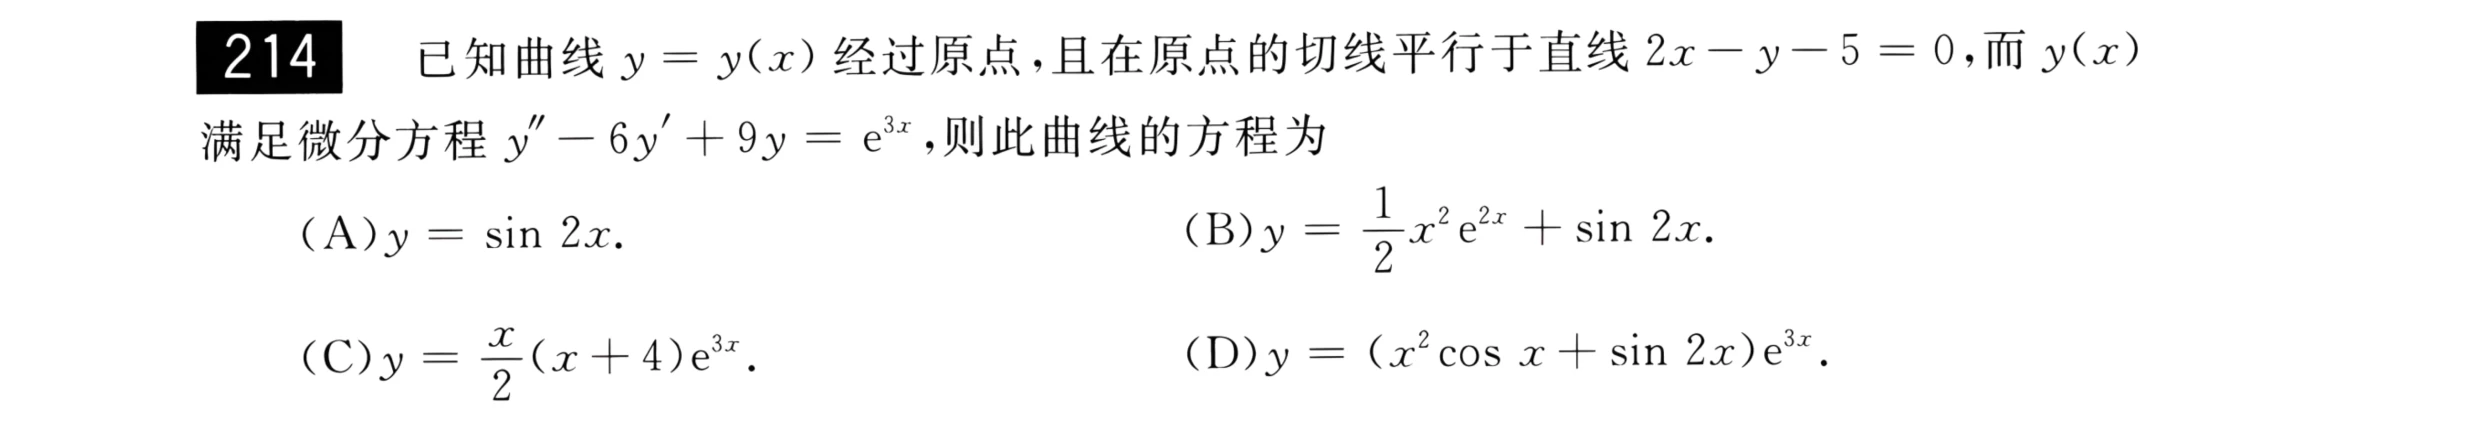 214 已知曲线 y = y(x) 经过原点,且在原点的切线平行于直线 2x − y − 5 = 0,而 y(x)
满足微分方程 y″ − 6y′ + 9y = e^{3x},则此曲线的方程为
(A) y = sin 2x. (B) y = \frac{1}{2}x^2e^{2x} + sin 2x.
(C) y = \frac{x}{2}(x + 4)e^{3x}. (D) y = (x^2cos x + sin 2x)e^{3x}.